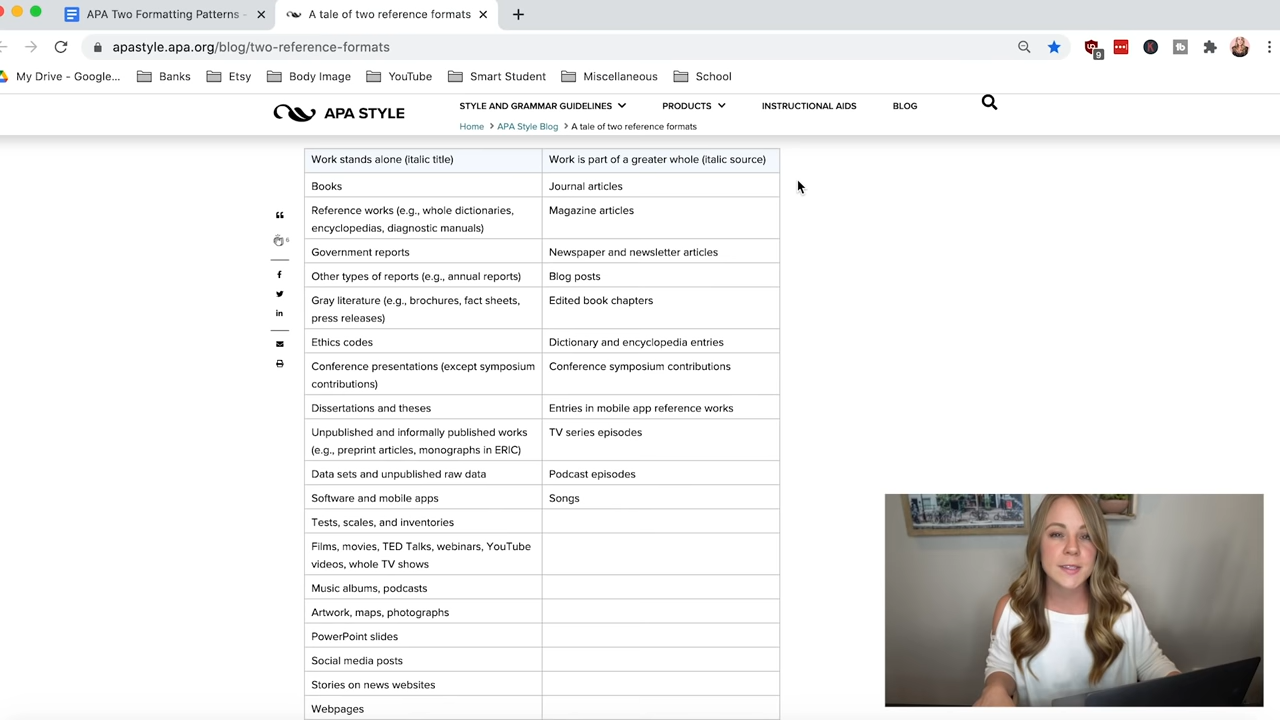 APA Two Formatting Patterns -
A tale of two reference formats
apastyle.apa.org/blog/two-reference-formats
9
tb
My Drive - Google...
Banks
Etsy
Body Image
YouTube
Smart Student
Miscellaneous
School
APA STYLE
STYLE AND GRAMMAR GUIDELINES
PRODUCTS
INSTRUCTIONAL AIDS
BLOG
Home > APA Style Blog > A tale of two reference formats
Work stands alone (italic title)
Work is part of a greater whole (italic source)
Books
Journal articles
Reference works (e.g., whole dictionaries,
encyclopedias, diagnostic manuals)
Magazine articles
Government reports
Newspaper and newsletter articles
Other types of reports (e.g., annual reports)
Blog posts
Gray literature (e.g., brochures, fact sheets,
press releases)
Edited book chapters
Ethics codes
Dictionary and encyclopedia entries
Conference presentations (except symposium
contributions)
Conference symposium contributions
Dissertations and theses
Entries in mobile app reference works
Unpublished and informally published works
(e.g., preprint articles, monographs in ERIC)
TV series episodes
Data sets and unpublished raw data
Podcast episodes
Software and mobile apps
Songs
Tests, scales, and inventories
Films, movies, TED Talks, webinars, YouTube
videos, whole TV shows
Music albums, podcasts
Artwork, maps, photographs
PowerPoint slides
Social media posts
Stories on news websites
Webpages